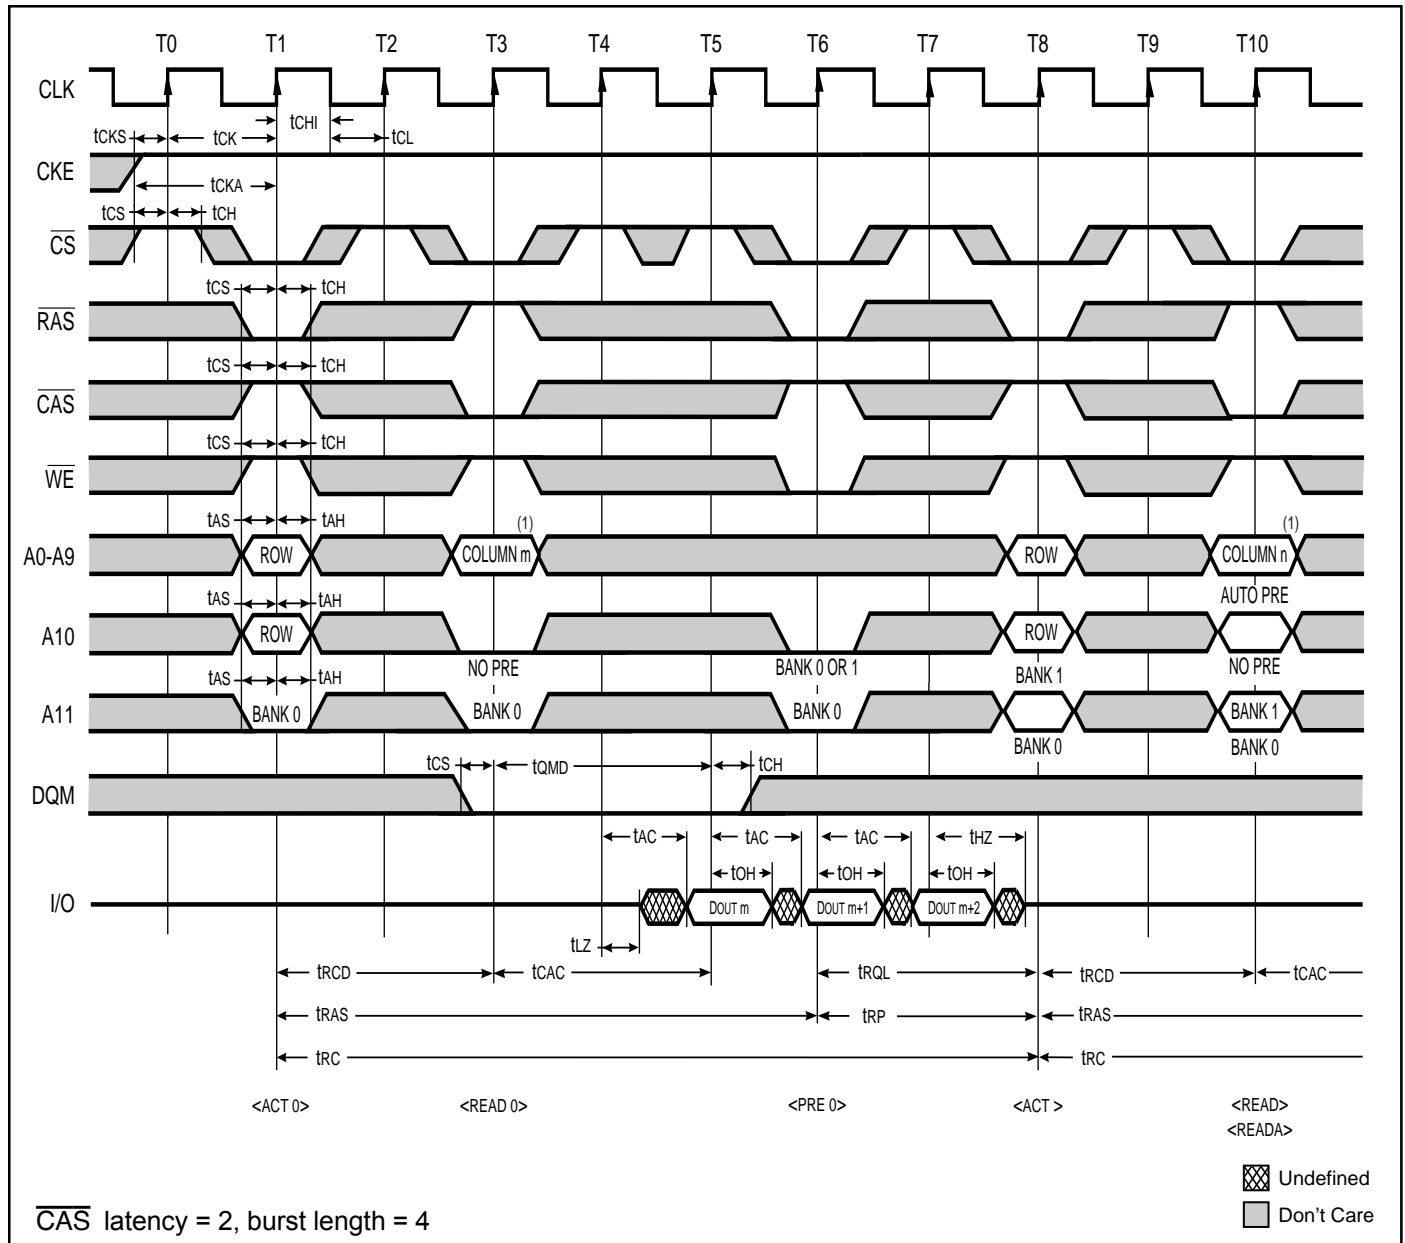 T0 T1 T2 T3 T4 T5 T6 T7 T8 T9 T10
CLK
tCHI
tCKS tCK tCL
CKE
tCKA
tCS tCH
CS
tCS tCH
RAS
tCS tCH
CAS
tCS tCH
WE
tAS tAH (1) (1)
A0-A9 ROW COLUMN m ROW COLUMN n
tAS tAH AUTO PRE
A10 ROW ROW
NO PRE BANK 0 OR 1 BANK 1 NO PRE
tAS tAH
A11 BANK 0 BANK 0 BANK 0 BANK 1
BANK 0 BANK 0
tCS tQMD tCH
DQM
tAC tAC tAC tHZ
tOH tOH tOH
I/O DOUT m DOUT m+1 DOUT m+2
tLZ
tRCD tCAC tRQL tRCD tCAC
tRAS tRP tRAS
tRC tRC
<ACT 0> <READ 0> <PRE 0> <ACT > <READ>
<READA>
Undefined
Don't Care
CAS latency = 2, burst length = 4